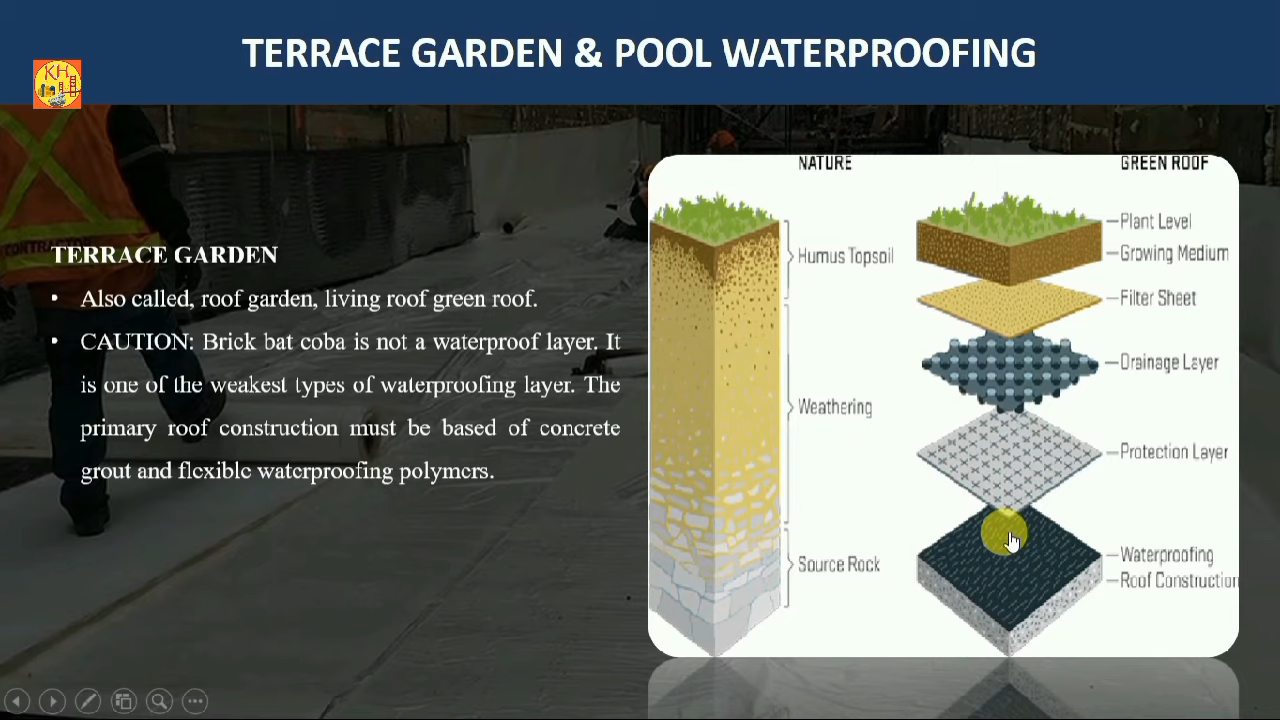 TERRACE GARDEN & POOL WATERPROOFING
KH
CONTRACTOR
TERRACE GARDEN
• Also called, roof garden, living roof green roof.
• CAUTION: Brick bat coba is not a waterproof layer. It
is one of the weakest types of waterproofing layer. The
primary roof construction must be based of concrete
grout and flexible waterproofing polymers.
NATURE
Humus Topsoil
Weathering
Source Rock
GREEN ROOF
Plant Level
Growing Medium
Filter Sheet
Drainage Layer
Protection Layer
Waterproofing
Roof Construction